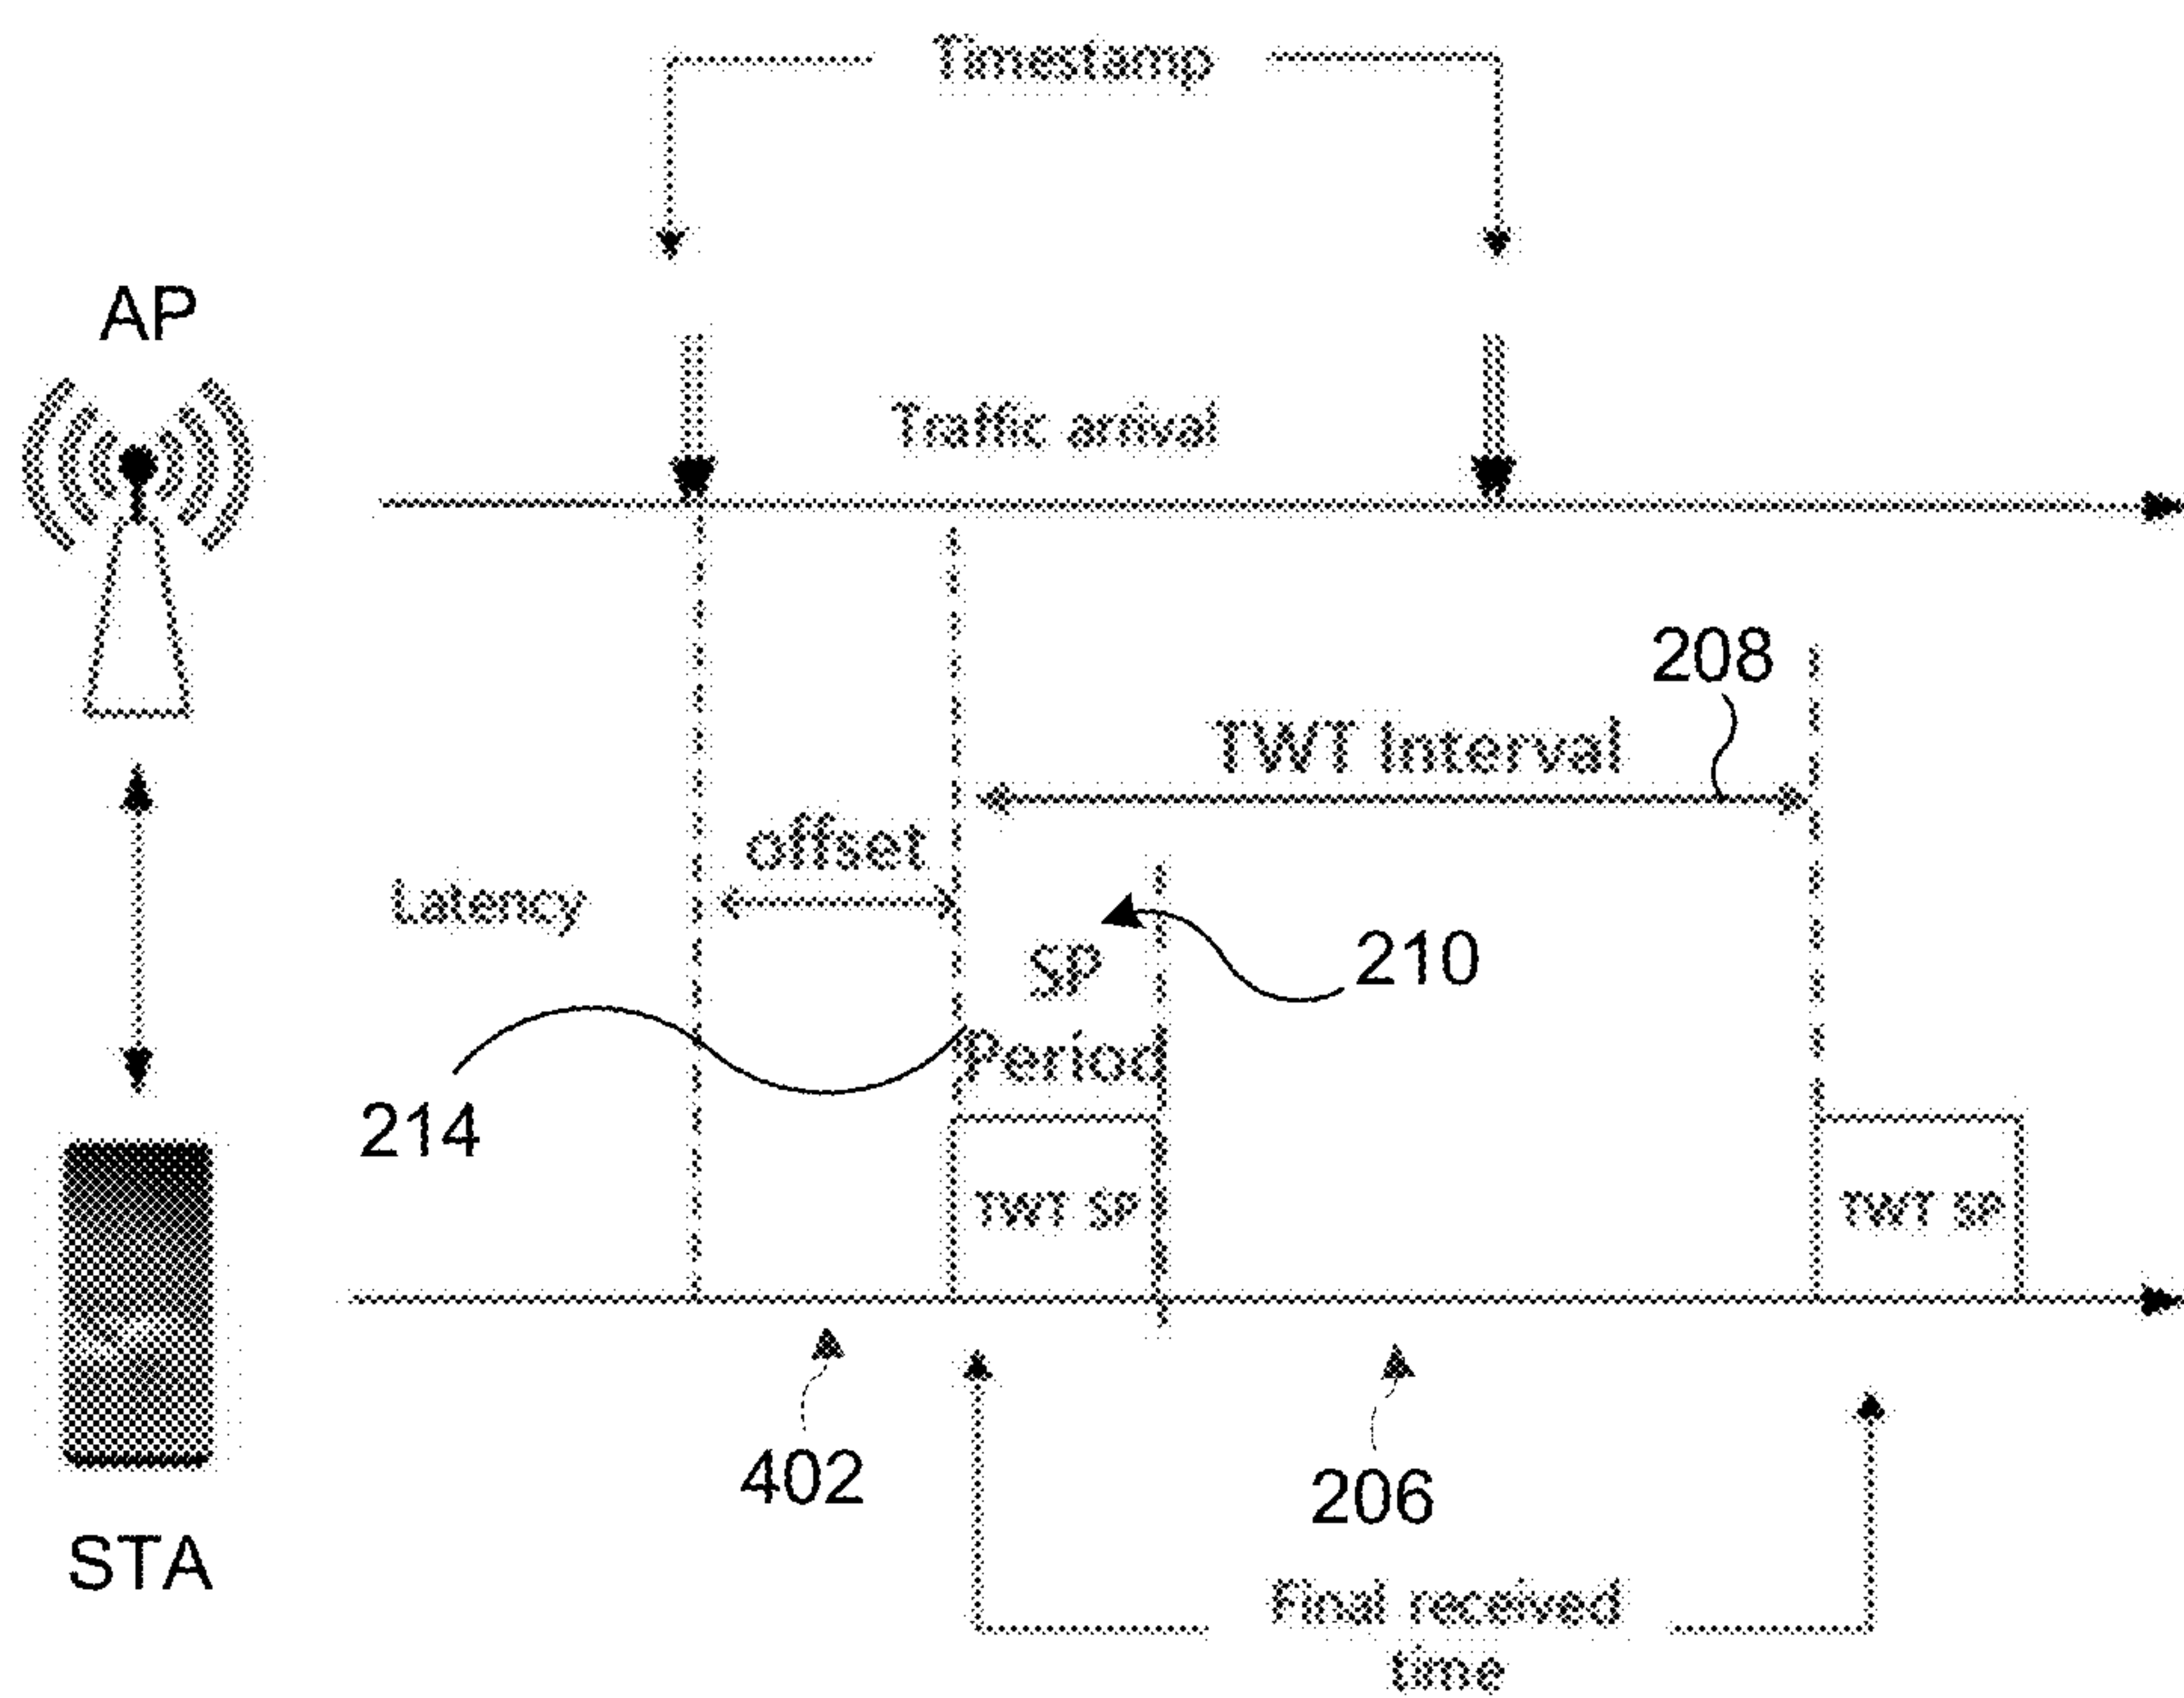 Timestamp
AP
Traffic arrival
208
TWT Interval
offset
Latency
210
SP
Period
214
TWT SP
TWT SP
402
206
STA
Final received
time